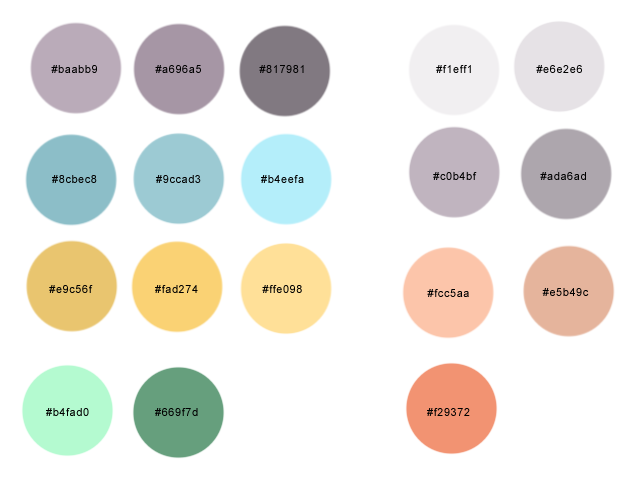 #baabb9 #a696a5 #817981 #f1eff1 #e6e2e6
#8cbec8 #9ccad3 #b4eefa #c0b4bf #ada6ad
#e9c56f #fad274 #ffe098 #fcc5aa #e5b49c
#b4fad0 #669f7d #f29372